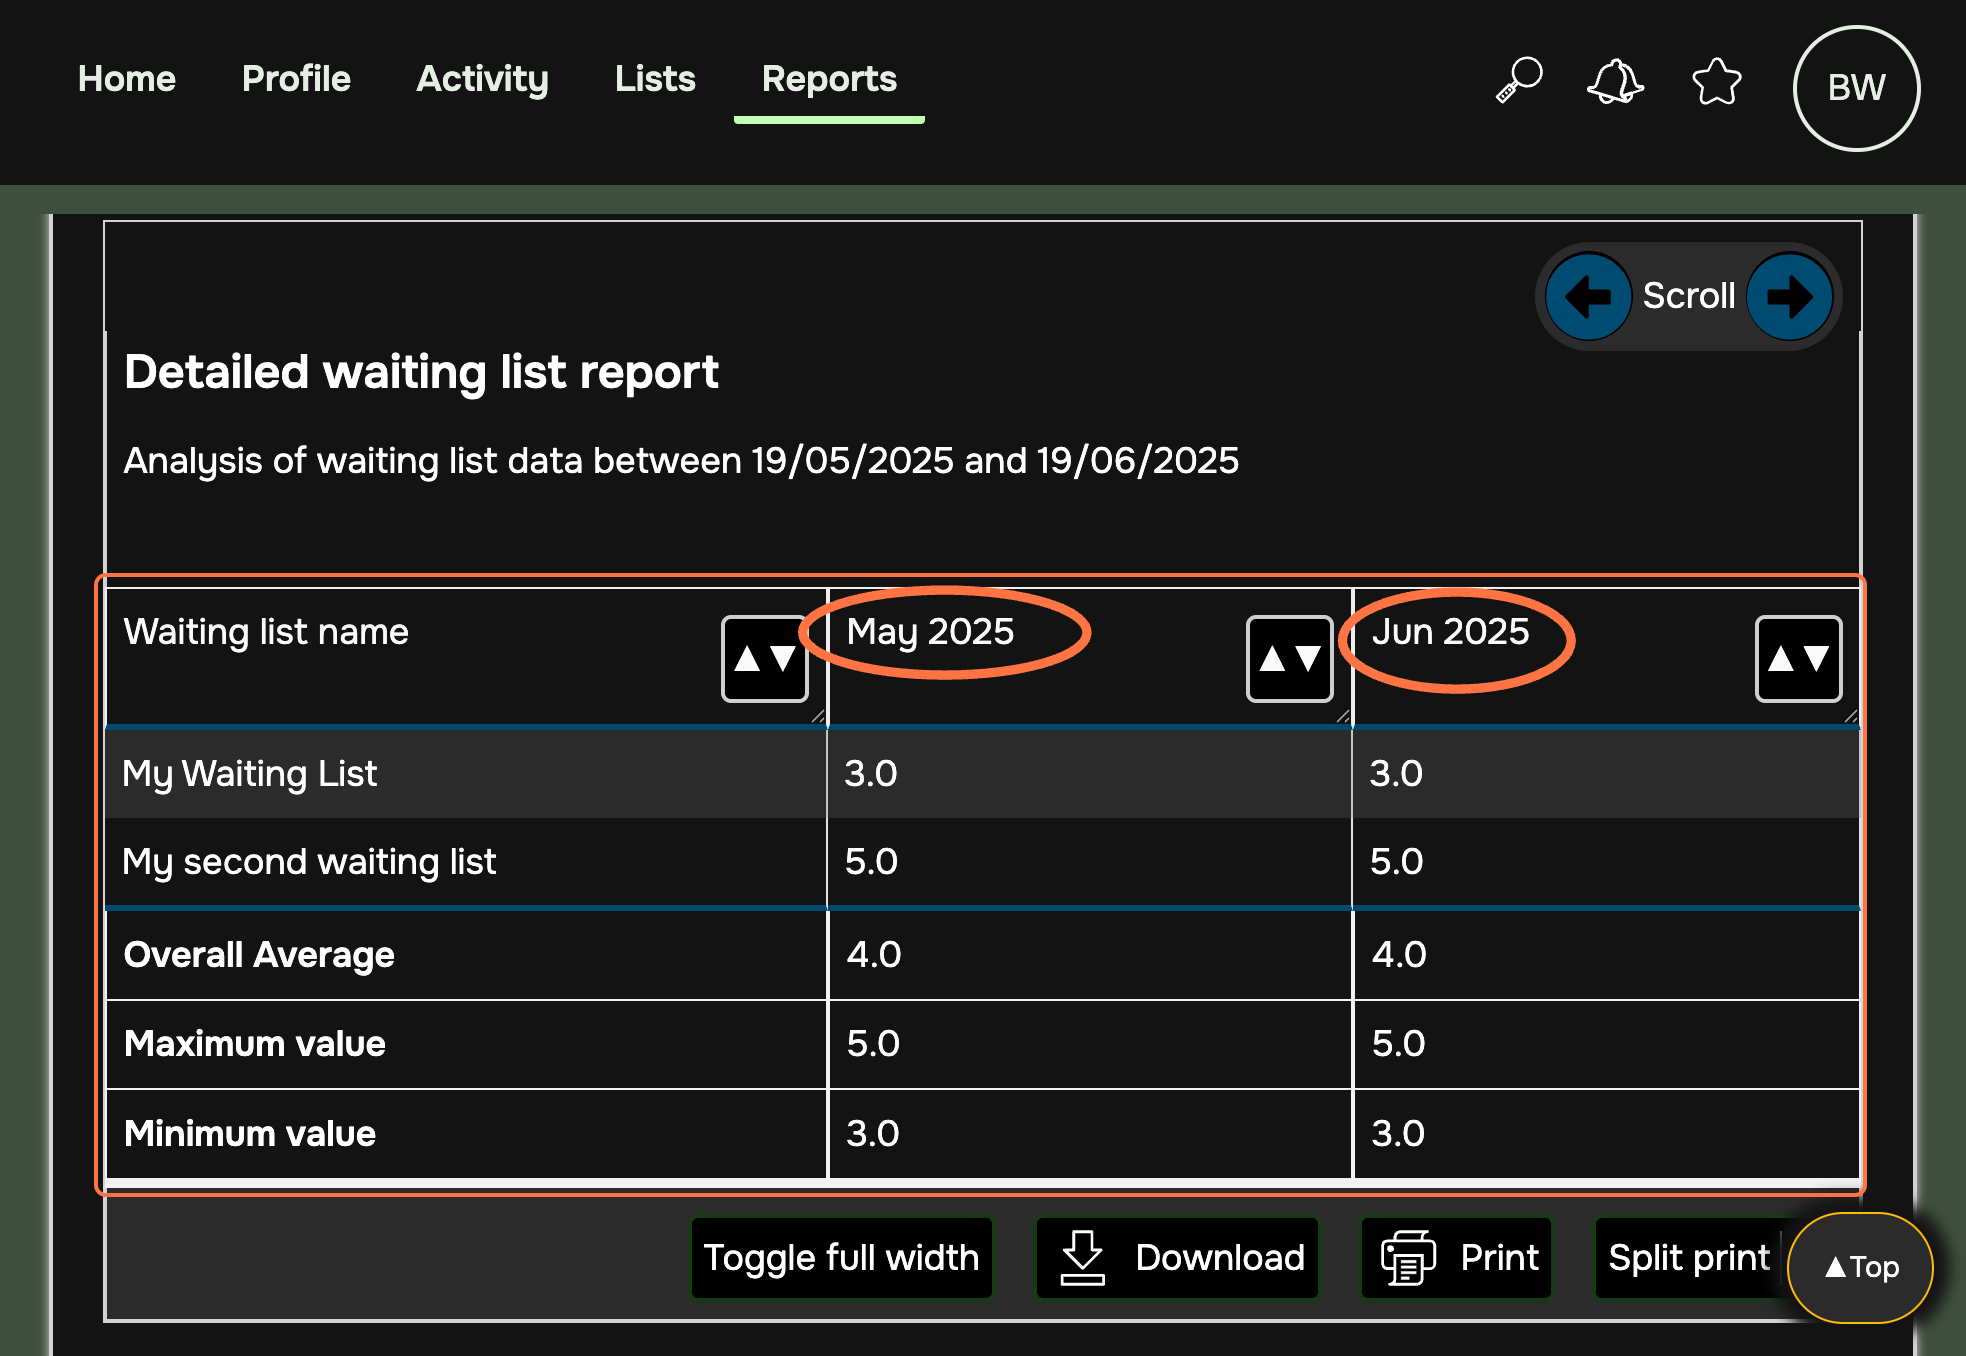 Home Profile Activity Lists Reports BW
Scroll
Detailed waiting list report
Analysis of waiting list data between 19/05/2025 and 19/06/2025
Waiting list name ▲▼ May 2025 ▲▼ Jun 2025 ▲▼
My Waiting List 3.0 3.0
My second waiting list 5.0 5.0
Overall Average 4.0 4.0
Maximum value 5.0 5.0
Minimum value 3.0 3.0
Toggle full width Download Print Split print ▲Top